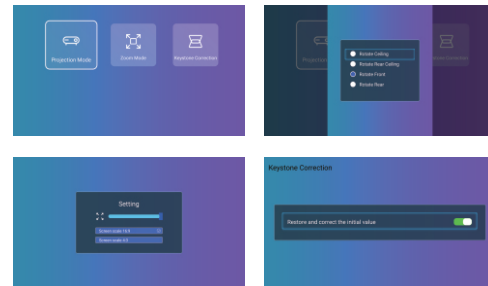 Projection Mode
Zoom Mode
Keystone Correction
Rotate Ceiling
Rotate Rear Ceiling
Rotate Front
Rotate Rear
Setting
Screen scale 16:9
Screen scale 4:3
Keystone Correction
Restore and correct the initial value